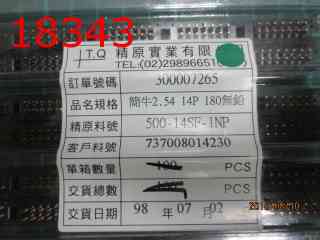 18343
T.Q 精原實業有限
TEL:(02)2989665
訂單號碼 300007265
品名規格 簡牛2.54 14P 180無鉛
精原料號 500-14SF-1NP
客戶料號 737008014230
單箱數量 PCS
交貨總數 PCS
交貨日期 98 年 07 月 02